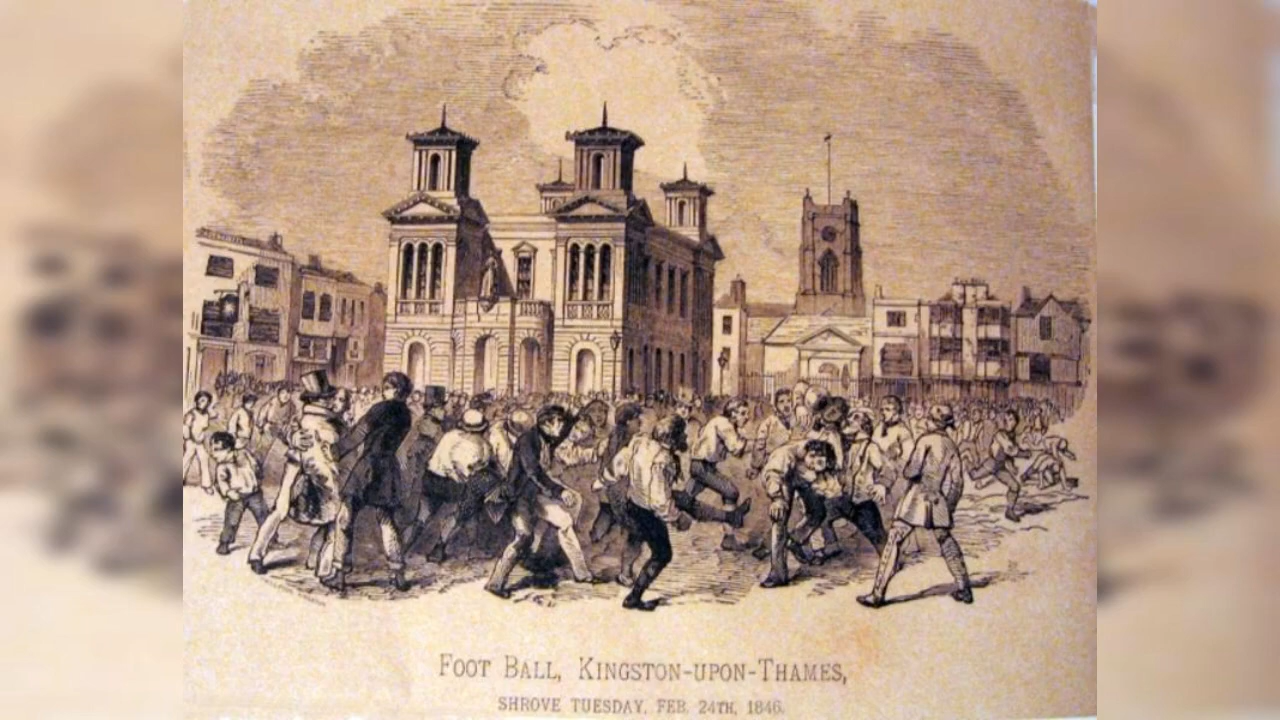 FOOT BALL, KINGSTON-UPON-THAMES,
SHROVE TUESDAY, FEB. 24TH, 1846.